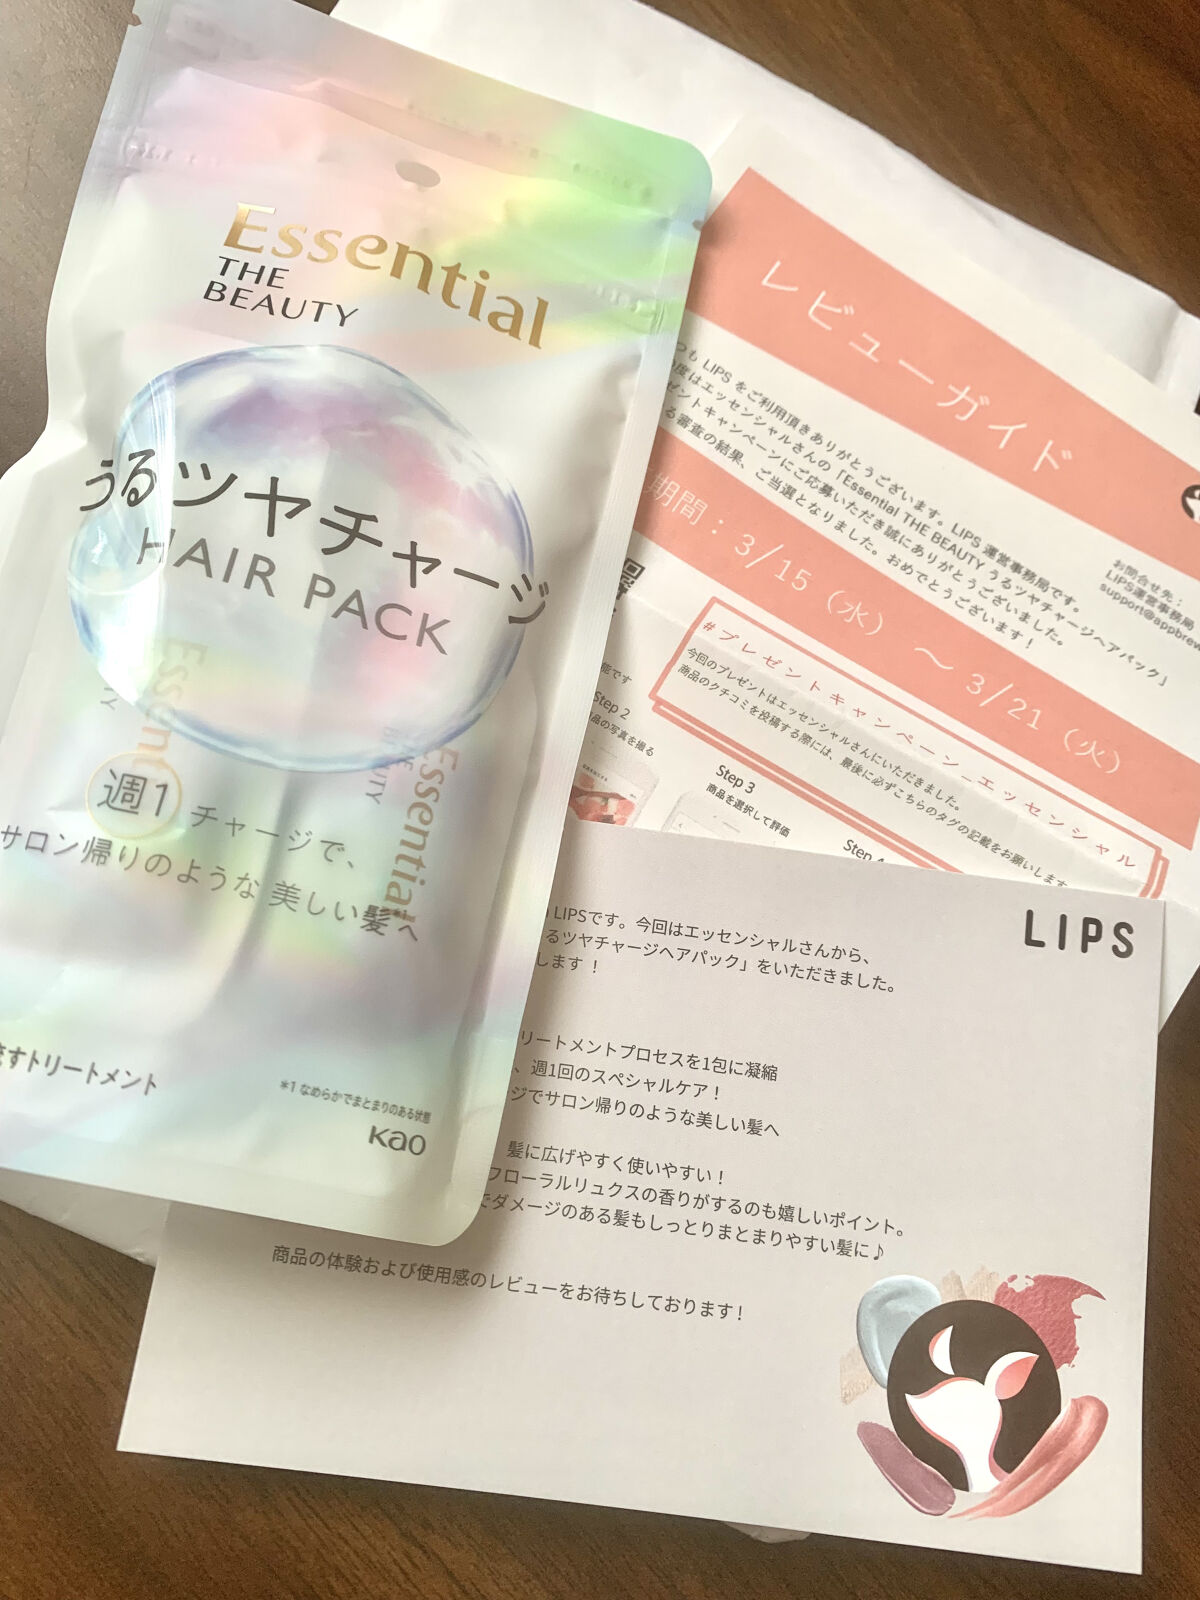 Essential
THE
BEAUTY
うるツヤチャージ
HAIR PACK
Essential
BEAUTY
週1 チャージで、
サロン帰りのような 美しい髪*1へ
流すトリートメント
*1 なめらかでまとまりのある状態
Kao
レビューガイド
つも LIPS をご利用頂きありがとうございます。LIPS 運営事務局です。
度はエッセンシャルさんの「Essential THE BEAUTY うるツヤチャージヘアパック」
ゼントキャンペーンにご応募いただき誠にありがとうございました。
る審査の結果、ご当選となりました。おめでとうございます！
お問合せ先：
LIPS運営事務局
support@appbrew
期間：3/15（水）～3/21（火）
#プレゼントキャンペーン_エッセンシャル
今回のプレゼントはエッセンシャルさんにいただきました。
商品のクチコミを投稿する際には、最後に必ずこちらのタグの記載をお願いします
能です
Step 2
品の写真を撮る
Step 3
商品を選択して評価
Step 4
LIPS
LIPSです。今回はエッセンシャルさんから、
るツヤチャージヘアパック」をいただきました。
します！
リートメントプロセスを1包に凝縮
、週1回のスペシャルケア！
ジでサロン帰りのような美しい髪へ
髪に広げやすく使いやすい！
フローラルリュクスの香りがするのも嬉しいポイント。
でダメージのある髪もしっとりまとまりやすい髪に♪
商品の体験および使用感のレビューをお待ちしております！